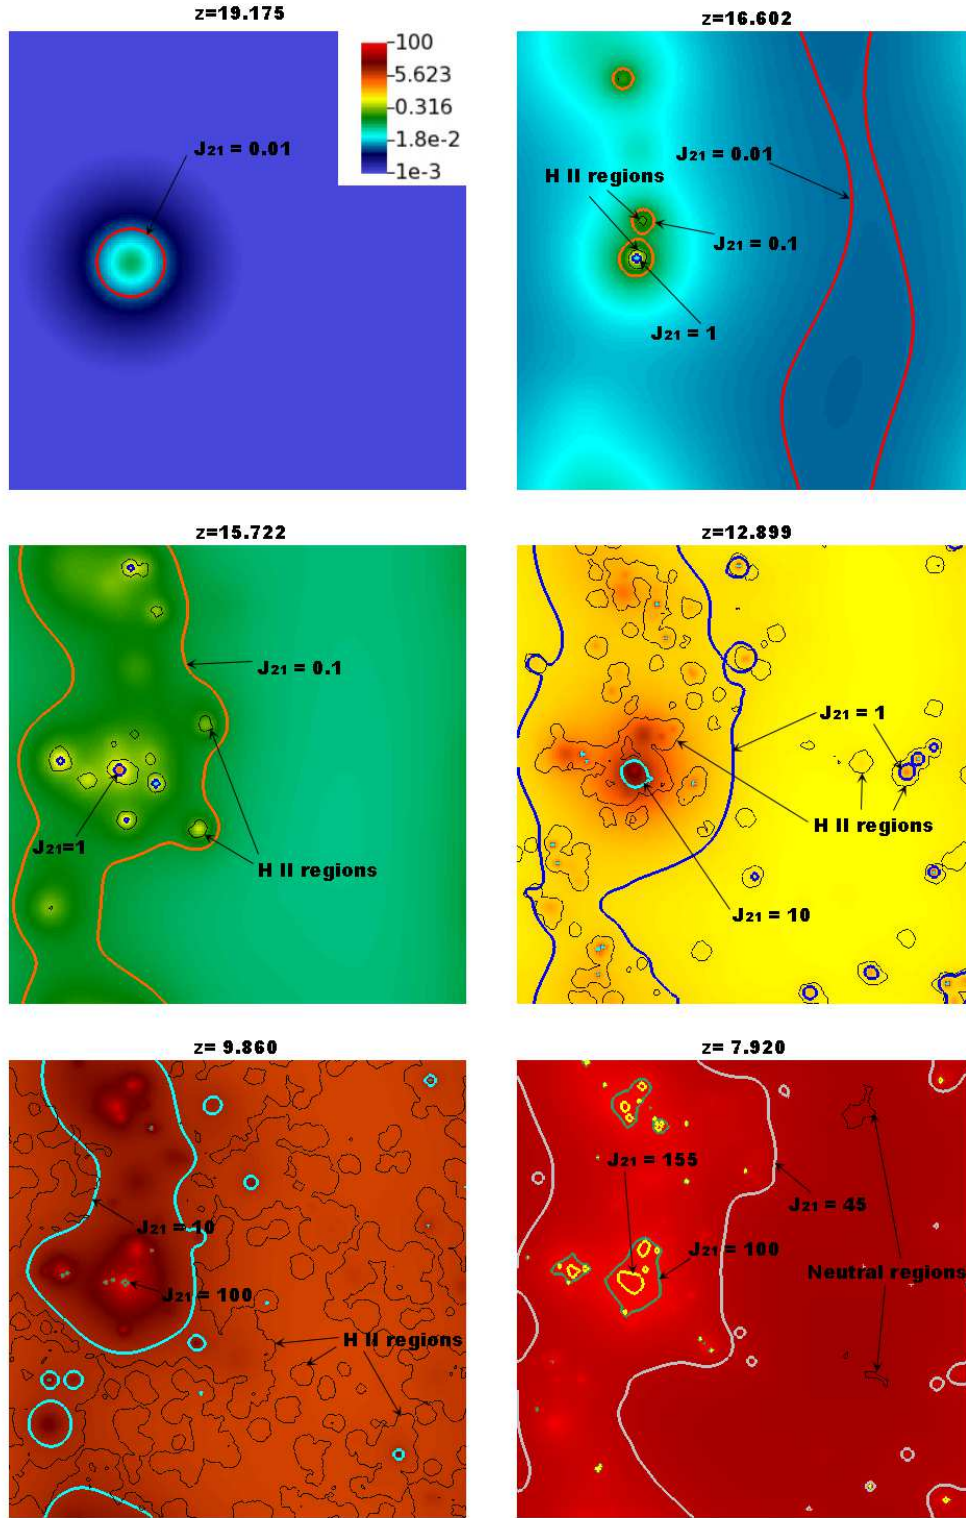 z=19.175
100
5.623
0.316
1.8e-2
1e-3
J21 = 0.01
z=16.602
J21 = 0.01
H II regions
J21 = 0.1
J21 = 1
z=15.722
J21 = 0.1
J21=1
H II regions
z=12.899
J21 = 1
H II regions
J21 = 10
z= 9.860
J21 = 10
J21 = 100
H II regions
z= 7.920
J21 = 155
J21 = 45
J21 = 100
Neutral regions